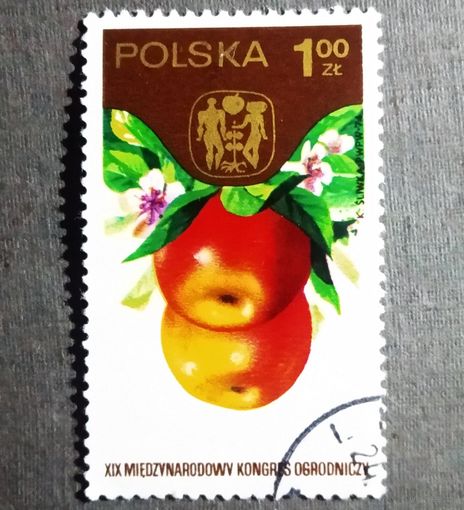 POLSKA 1.00
ZŁ
XIX MIĘDZYNARODOWY KONGRES OGRODNICZY